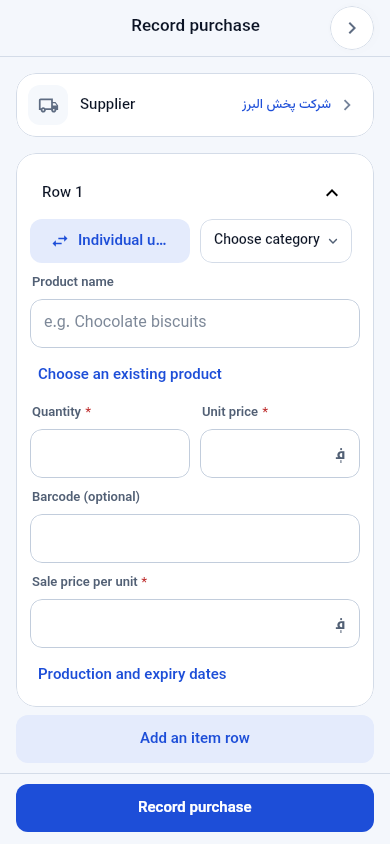 Record purchase
Supplier
شرکت پخش البرز
Row 1
Individual u...
Choose category
Product name
e.g. Chocolate biscuits
Choose an existing product
Quantity *
Unit price *
؋
Barcode (optional)
Sale price per unit *
؋
Production and expiry dates
Add an item row
Record purchase